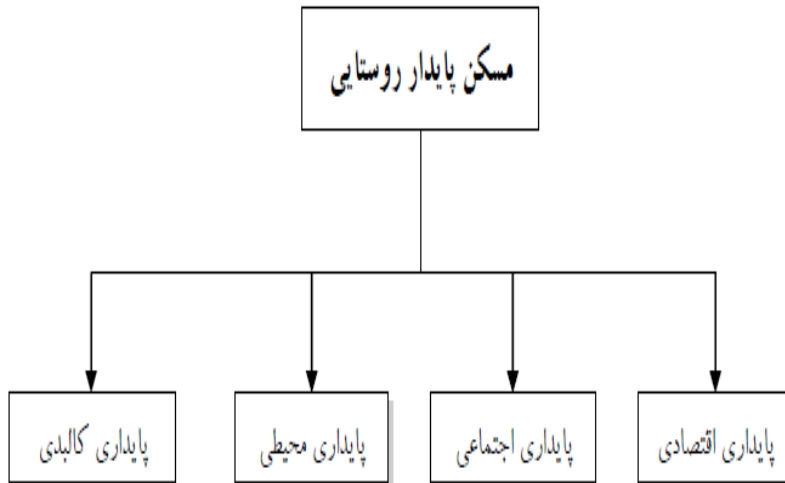 مسکن پایدار روستایی
پایداری اقتصادی
پایداری اجتماعی
پایداری محیطی
پایداری کالبدی